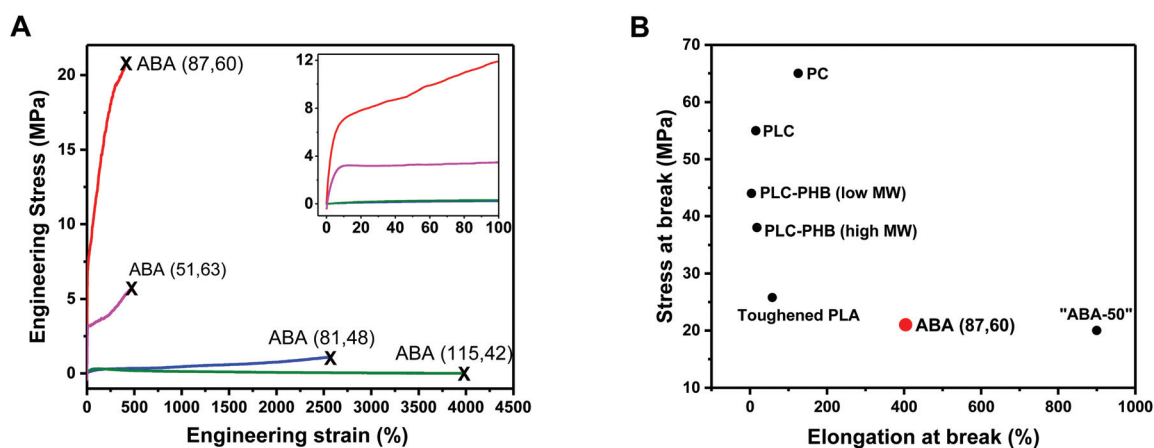 A
Engineering Stress (MPa)
20
15
10
5
0
ABA (87,60)
ABA (51,63)
ABA (81,48)
ABA (115,42)
12
8
4
0
0 20 40 60 80 100
0 500 1000 1500 2000 2500 3000 3500 4000 4500
Engineering strain (%)
B
Stress at break (MPa)
70
60
50
40
30
20
10
PC
PLC
PLC-PHB (low MW)
PLC-PHB (high MW)
Toughened PLA
ABA (87,60)
"ABA-50"
0 200 400 600 800 1000
Elongation at break (%)